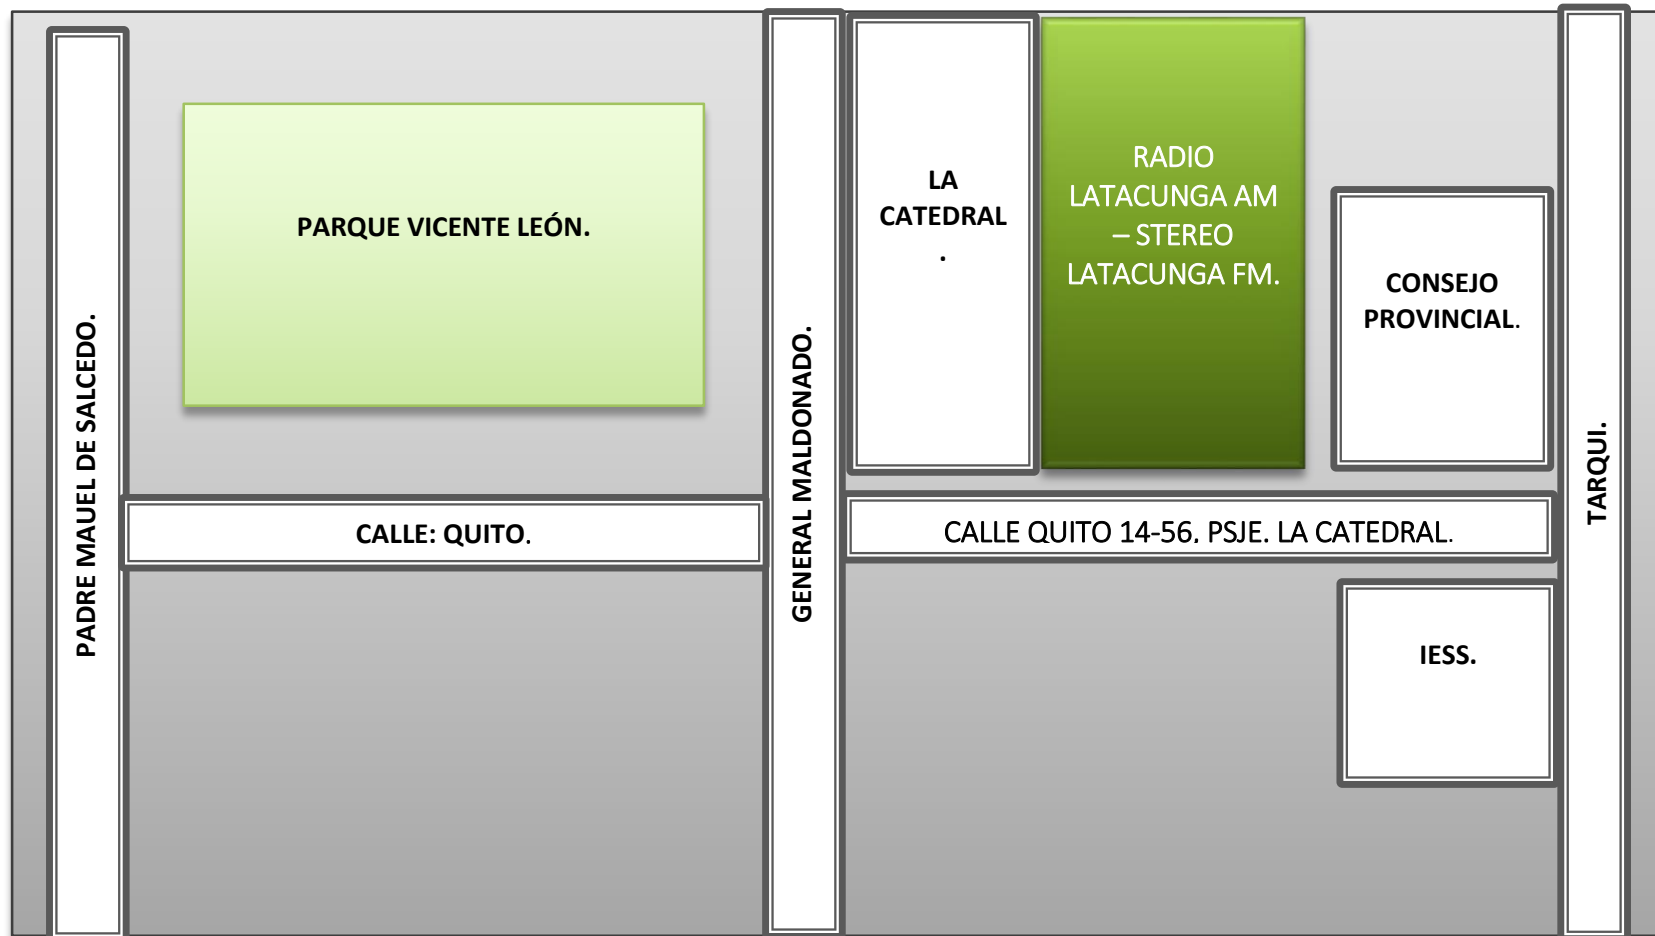 PADRE MAUEL DE SALCEDO.
PARQUE VICENTE LEÓN.
CALLE: QUITO.
GENERAL MALDONADO.
LA
CATEDRAL
.
RADIO
LATACUNGA AM
– STEREO
LATACUNGA FM.
CONSEJO
PROVINCIAL.
CALLE QUITO 14-56, PSJE. LA CATEDRAL.
IESS.
TARQUI.